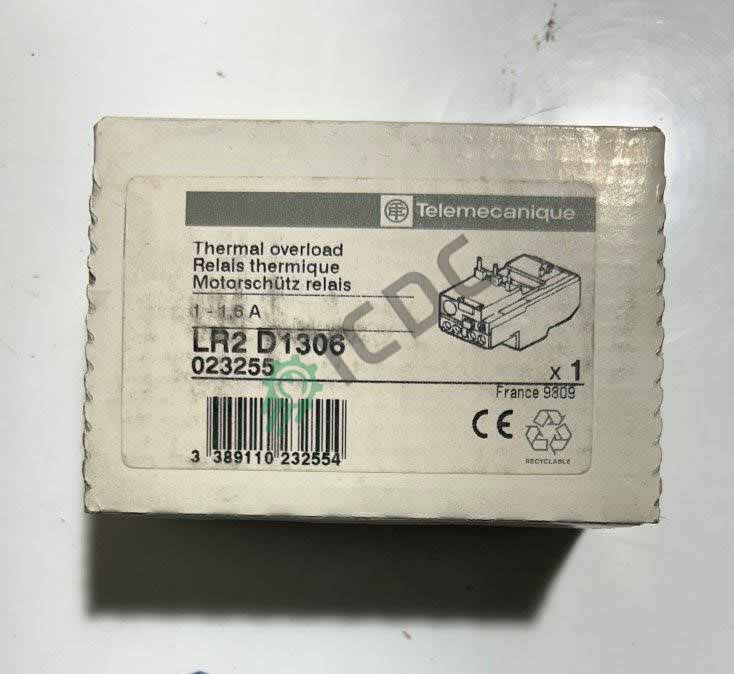 Telemecanique
Thermal overload
Relais thermique
Motorschütz relais
1 - 1.6 A
LR2 D1306
023255
x 1
France 9809
CE
3 389110 232554
RECYCLABLE
ICDC